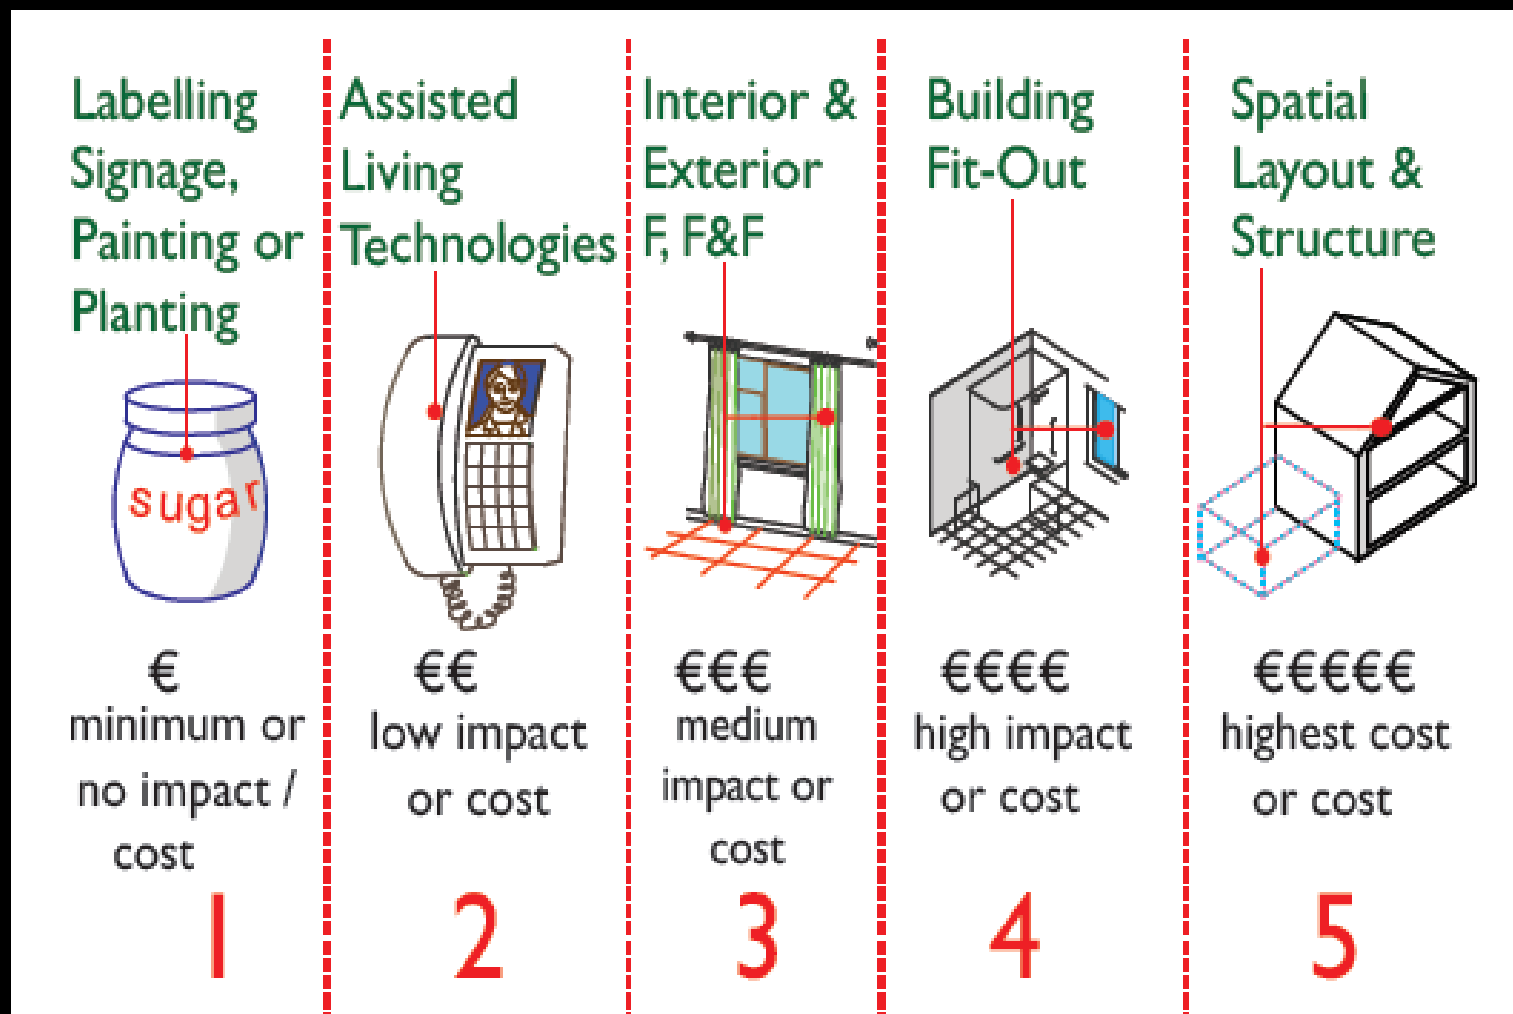 Labelling
Signage,
Painting or
Planting
sugar
€
minimum or
no impact /
cost
1
Assisted
Living
Technologies
€€
low impact
or cost
2
Interior &
Exterior
F, F&F
€€€
medium
impact or
cost
3
Building
Fit-Out
€€€€
high impact
or cost
4
Spatial
Layout &
Structure
€€€€€
highest cost
or cost
5